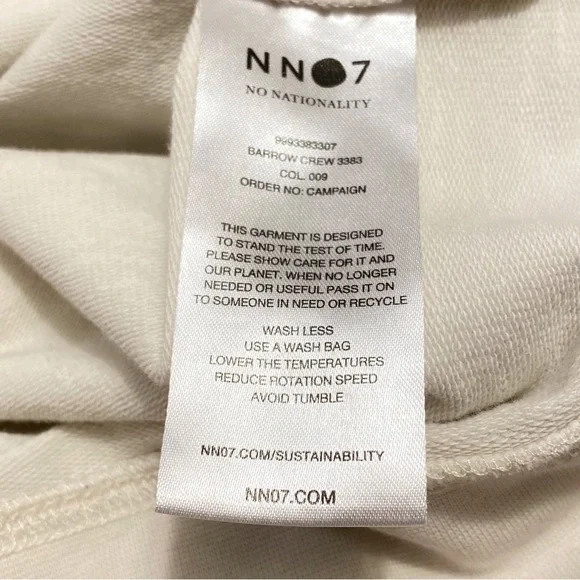 NN07
NO NATIONALITY
9993383307
BARROW CREW 3383
COL. 009
ORDER NO: CAMPAIGN
THIS GARMENT IS DESIGNED
TO STAND THE TEST OF TIME.
PLEASE SHOW CARE FOR IT AND
OUR PLANET. WHEN NO LONGER
NEEDED OR USEFUL PASS IT ON
TO SOMEONE IN NEED OR RECYCLE
WASH LESS
USE A WASH BAG
LOWER THE TEMPERATURES
REDUCE ROTATION SPEED
AVOID TUMBLE
NN07.COM/SUSTAINABILITY
NN07.COM